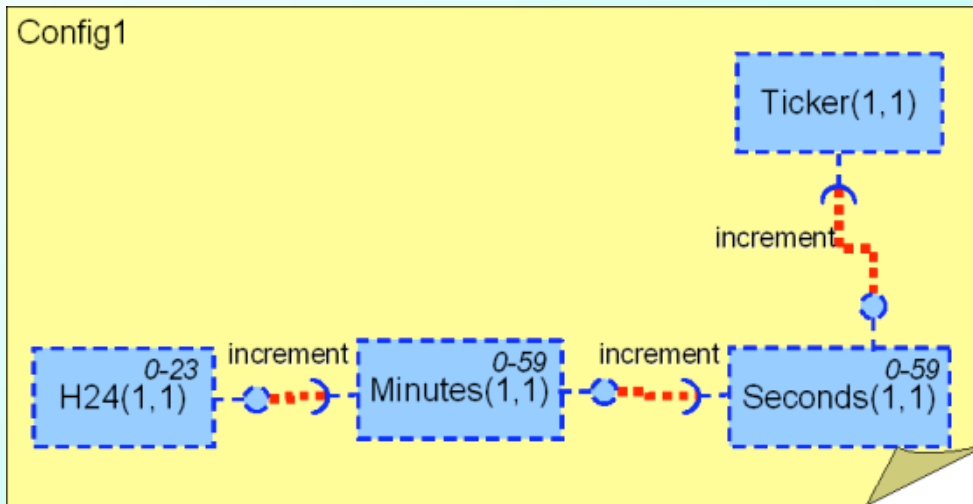 Config1
Ticker(1,1)
increment
0-23
H24(1,1)
increment
0-59
Minutes(1,1)
increment
0-59
Seconds(1,1)